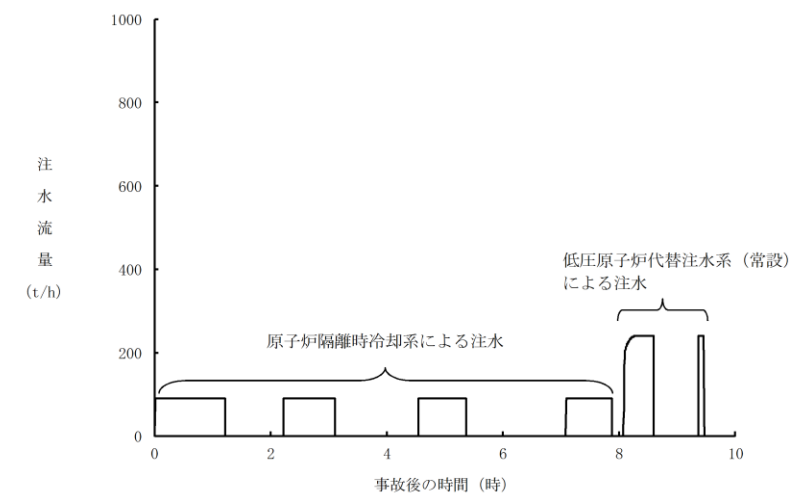 1000
800
600
400
200
0
注
水
流
量
(t/h)
低圧原子炉代替注水系（常設）
による注水
原子炉隔離時冷却系による注水
0 2 4 6 8 10
事故後の時間（時）